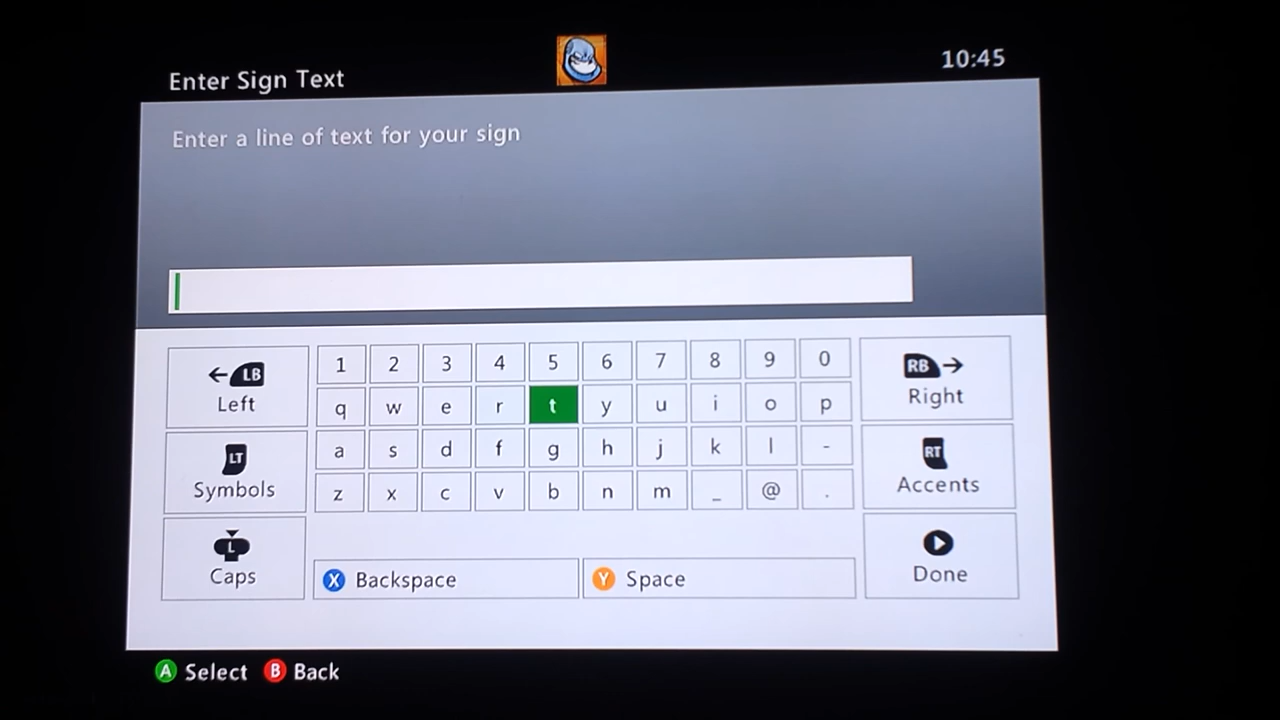 Enter Sign Text
10:45
Enter a line of text for your sign
LB
Left
1 2 3 4 5 6 7 8 9 0
RB
Right
q w e r t y u i o p
LT
Symbols
a s d f g h j k l -
RT
Accents
z x c v b n m _ @ .
L
Caps
X Backspace
Y Space
Done
A Select B Back